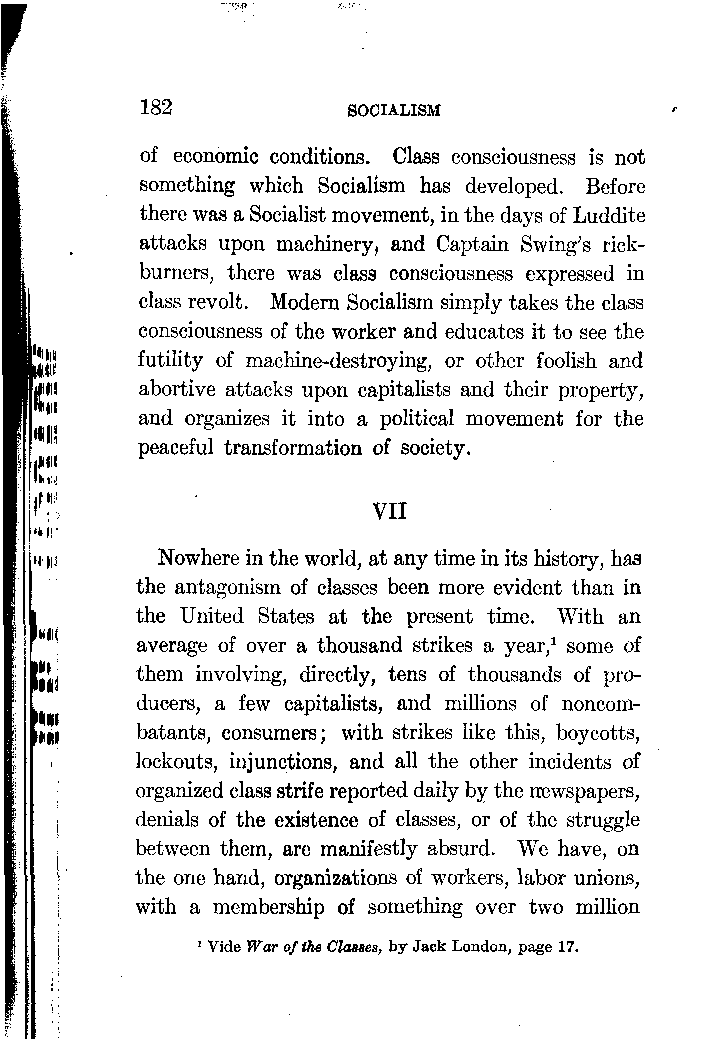 182 SOCIALISM
of economic conditions. Class consciousness is not
something which Socialism has developed. Before
there was a Socialist movement, in the days of Luddite
attacks upon machinery, and Captain Swing's rick-
burners, there was class consciousness expressed in
class revolt. Modern Socialism simply takes the class
consciousness of the worker and educates it to see the
futility of machine-destroying, or other foolish and
abortive attacks upon capitalists and their property,
and organizes it into a political movement for the
peaceful transformation of society.
VII
Nowhere in the world, at any time in its history, has
the antagonism of classes been more evident than in
the United States at the present time. With an
average of over a thousand strikes a year,¹ some of
them involving, directly, tens of thousands of pro-
ducers, a few capitalists, and millions of noncom-
batants, consumers; with strikes like this, boycotts,
lockouts, injunctions, and all the other incidents of
organized class strife reported daily by the newspapers,
denials of the existence of classes, or of the struggle
between them, are manifestly absurd. We have, on
the one hand, organizations of workers, labor unions,
with a membership of something over two million
¹ Vide War of the Classes, by Jack London, page 17.